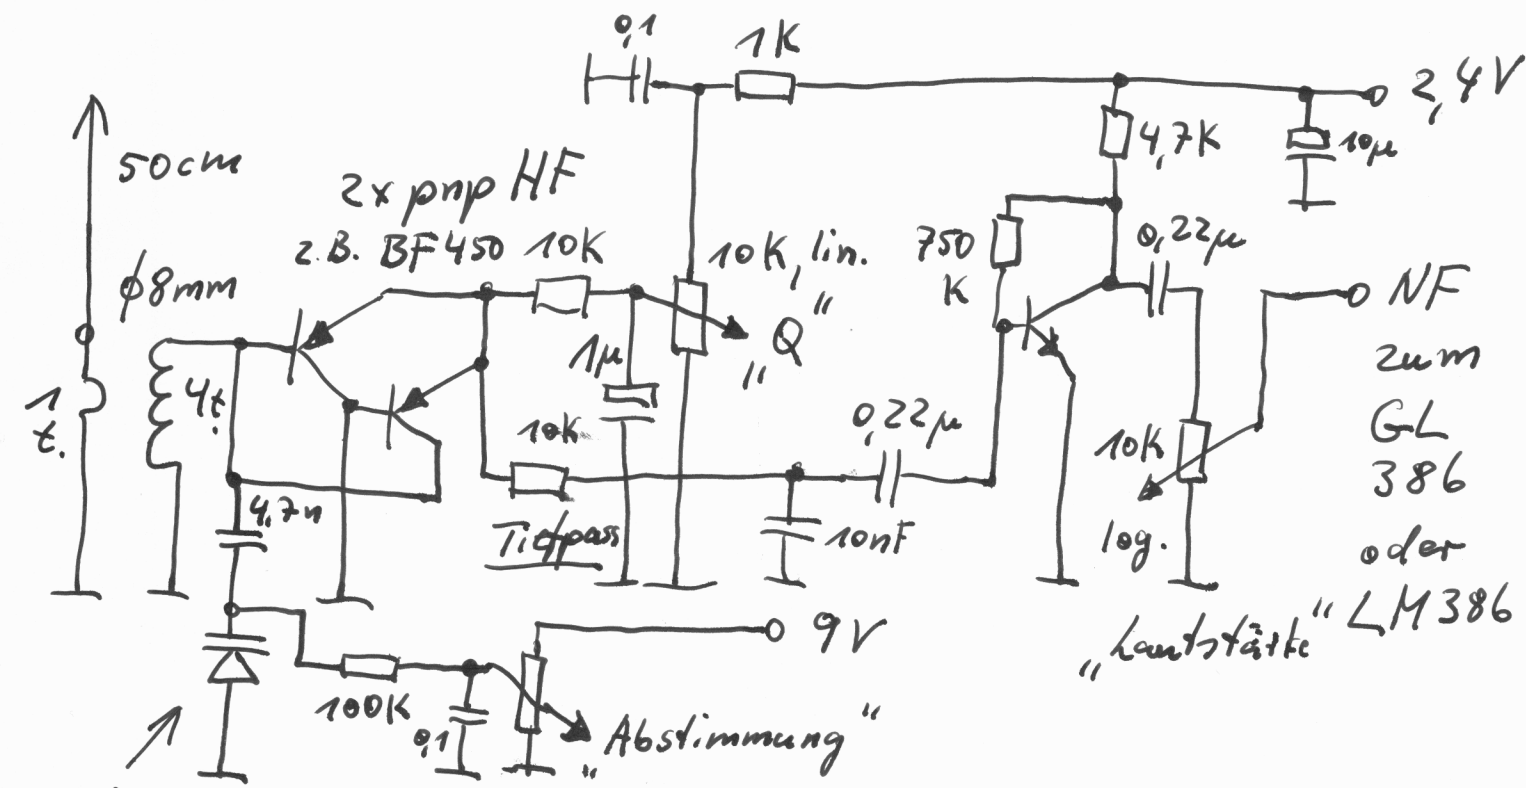 0,1
1K
2,4V
50cm
4,7K
10µ
2x pnp HF
z.B. BF450
10K
10K, lin.
750
K
0,22µ
ϕ8mm
NF
zum
GL
386
oder
LM386
1µ
„Q“
4t.
1
t.
10K
0,22µ
10K
4,7n
Tiefpass
10nF
log.
9V
„Lautstärke“
100K
0,1
„Abstimmung“